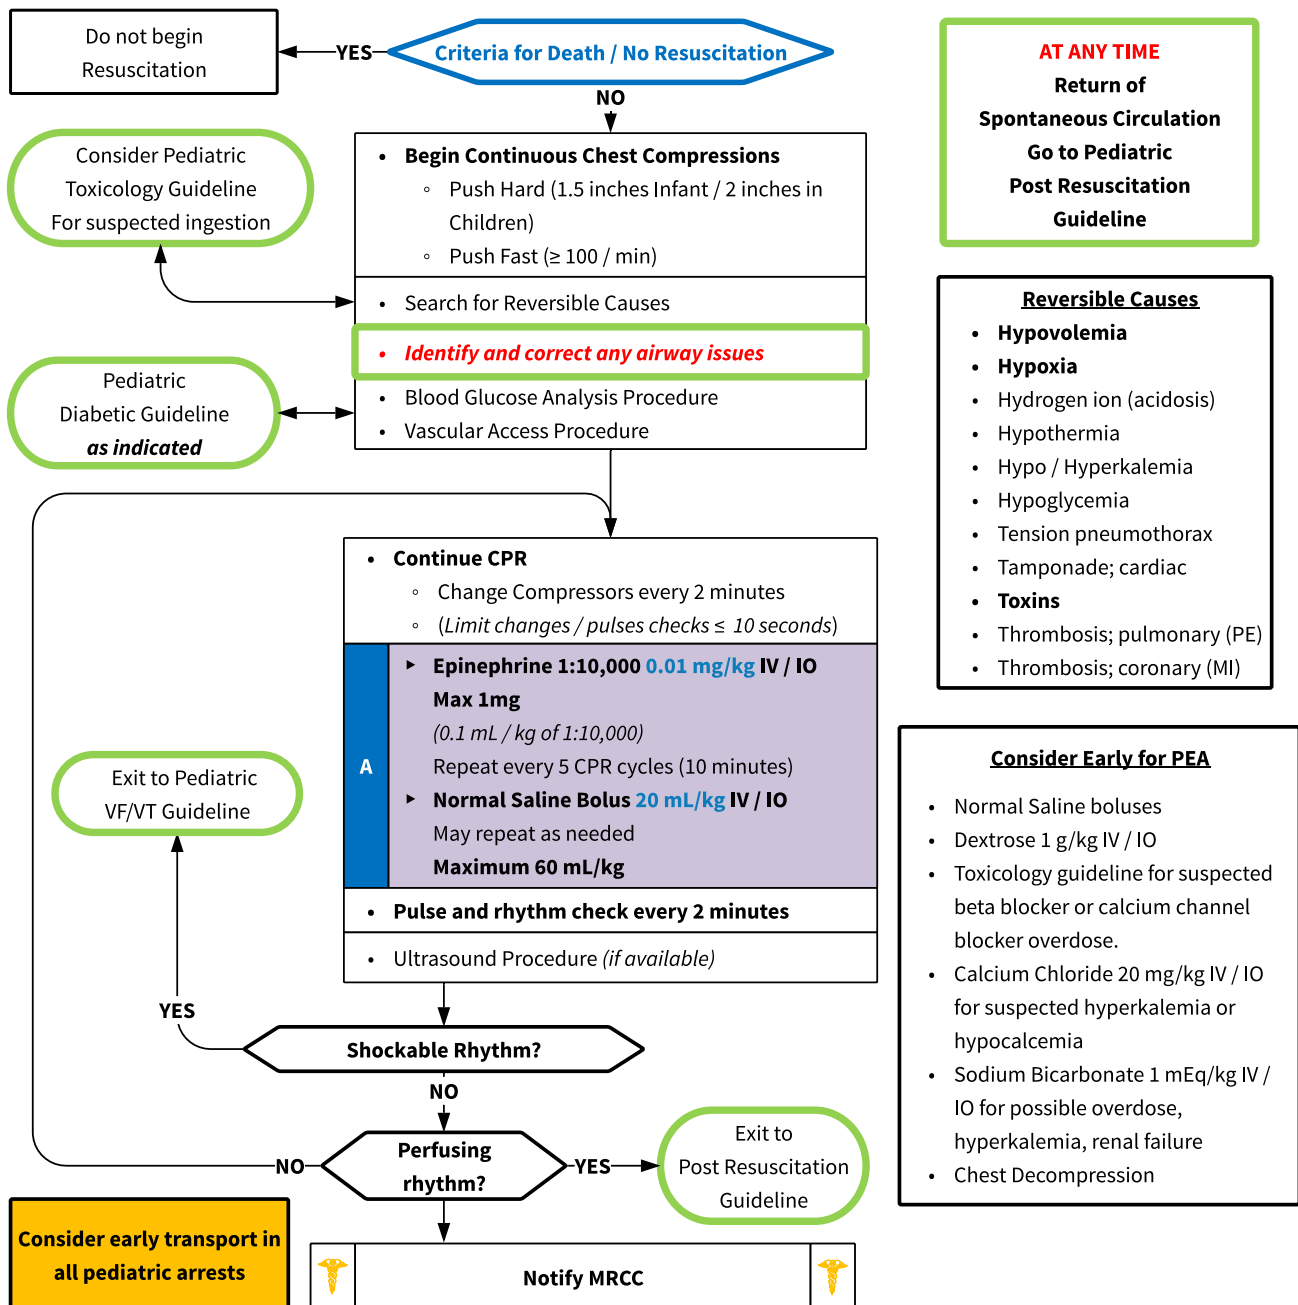 Do not begin
Resuscitation
YES
Criteria for Death / No Resuscitation
NO
AT ANY TIME
Return of
Spontaneous Circulation
Go to Pediatric
Post Resuscitation
Guideline
Consider Pediatric
Toxicology Guideline
For suspected ingestion
• Begin Continuous Chest Compressions
◦ Push Hard (1.5 inches Infant / 2 inches in
Children)
◦ Push Fast (≥ 100 / min)
• Search for Reversible Causes
• Identify and correct any airway issues
• Blood Glucose Analysis Procedure
• Vascular Access Procedure
Pediatric
Diabetic Guideline
as indicated
Reversible Causes
• Hypovolemia
• Hypoxia
• Hydrogen ion (acidosis)
• Hypothermia
• Hypo / Hyperkalemia
• Hypoglycemia
• Tension pneumothorax
• Tamponade; cardiac
• Toxins
• Thrombosis; pulmonary (PE)
• Thrombosis; coronary (MI)
• Continue CPR
◦ Change Compressors every 2 minutes
◦ (Limit changes / pulses checks ≤ 10 seconds)
A
▸ Epinephrine 1:10,000 0.01 mg/kg IV / IO
Max 1mg
(0.1 mL / kg of 1:10,000)
Repeat every 5 CPR cycles (10 minutes)
▸ Normal Saline Bolus 20 mL/kg IV / IO
May repeat as needed
Maximum 60 mL/kg
• Pulse and rhythm check every 2 minutes
• Ultrasound Procedure (if available)
Exit to Pediatric
VF/VT Guideline
YES
Shockable Rhythm?
NO
Perfusing
rhythm?
NO
YES
Exit to
Post Resuscitation
Guideline
Consider Early for PEA
• Normal Saline boluses
• Dextrose 1 g/kg IV / IO
• Toxicology guideline for suspected
beta blocker or calcium channel
blocker overdose.
• Calcium Chloride 20 mg/kg IV / IO
for suspected hyperkalemia or
hypocalcemia
• Sodium Bicarbonate 1 mEq/kg IV /
IO for possible overdose,
hyperkalemia, renal failure
• Chest Decompression
Consider early transport in
all pediatric arrests
Notify MRCC